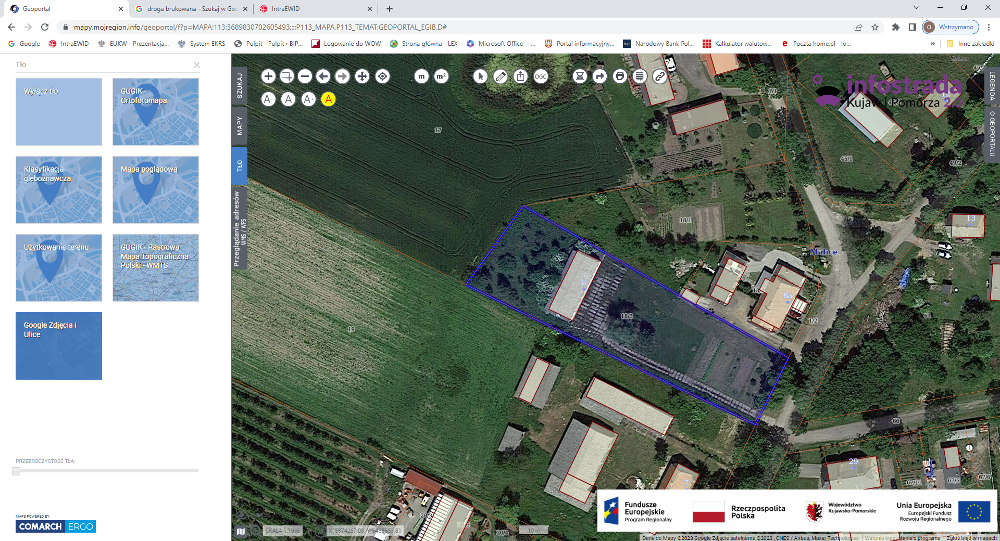 Geoportal
droga brukowana - Szukaj w Goo
IntraEWID
mapy.mojregion.info/geoportal/f?p=MAPA:113:3689830702605493::::P113_MAPA,P113_TEMAT:GEOPORTAL_EGIB,D#
O Wstrzymano
Google
IntraEWID
EUKW - Prezentacja...
System EKRS
Pulpit - Pulpit ‹ BIP...
Logowanie do WOW
Strona główna - LEX
Microsoft Office —...
Portal informacyjny...
NBP
Narodowy Bank Pol...
Kalkulator walutow...
Poczta home.pl - lo...
»
Inne zakładki
Tło
Wyłącz tło
GUGIK -
Ortofotomapa
Klasyfikacja
gleboznawcza
Mapa poglądowa
Użytkowanie terenu
GUGIK - Rastrowa
Mapa Topograficzna
Polski - WMTS
Google Zdjęcia i
Ulice
PRZEZROCZYSTOŚĆ TŁA:
MAPS POWERED BY:
COMARCH ERGO
SZUKAJ
MAPY
TŁO
Przeglądanie adresów
WMS / WFS
m
m²
OGC
A-
A
A+
A
Zaloguj
LEGENDA
O GEOPORTALU
infostrada
Kujaw i Pomorza 2.0
45/2
1/1
12
17
45/1
49/2
18/1
13
Malice
8
18/4
8a
18/3
1/2
61
19
66
29
7
67/11
67/5
67/6
20/3
20/6
20/4
SKALA 1:1066
X: 5874267.03 Y: 6468653.81
10 m
Fundusze
Europejskie
Program Regionalny
Rzeczpospolita
Polska
Województwo
Kujawsko-Pomorskie
Unia Europejska
Europejski Fundusz
Rozwoju Regionalnego
Dane do Mapy ©2023 Google Zdjęcie satelitarne ©2023 , CNES / Airbus, Maxar Technologies
Warunki korzystania z programu
Zgłoś błąd w mapach